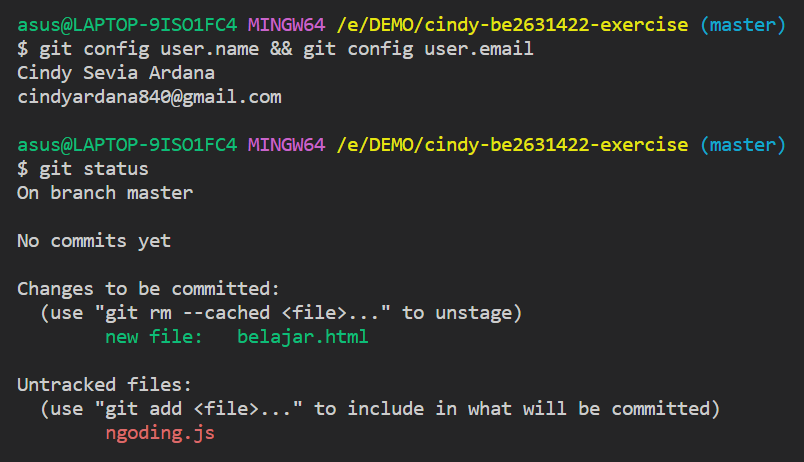 asus@LAPTOP-9ISO1FC4 MINGW64 /e/DEMO/cindy-be2631422-exercise (master)
$ git config user.name && git config user.email
Cindy Sevia Ardana
cindyardana840@gmail.com
asus@LAPTOP-9ISO1FC4 MINGW64 /e/DEMO/cindy-be2631422-exercise (master)
$ git status
On branch master
No commits yet
Changes to be committed:
  (use "git rm --cached <file>..." to unstage)
        new file:   belajar.html
Untracked files:
  (use "git add <file>..." to include in what will be committed)
        ngoding.js